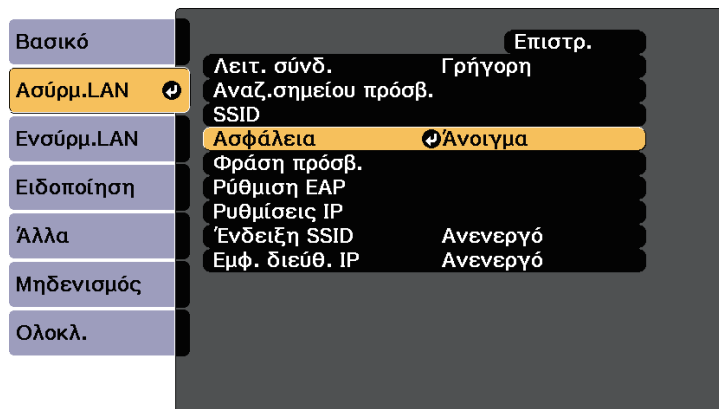 Βασικό
Ασύρμ.LAN
Ενσύρμ.LAN
Ειδοποίηση
Άλλα
Μηδενισμός
Ολοκλ.
Επιστρ.
Λειτ. σύνδ. Γρήγορη
Αναζ.σημείου πρόσβ.
SSID
Ασφάλεια Άνοιγμα
Φράση πρόσβ.
Ρύθμιση EAP
Ρυθμίσεις IP
Ένδειξη SSID Ανενεργό
Εμφ. διεύθ. IP Ανενεργό